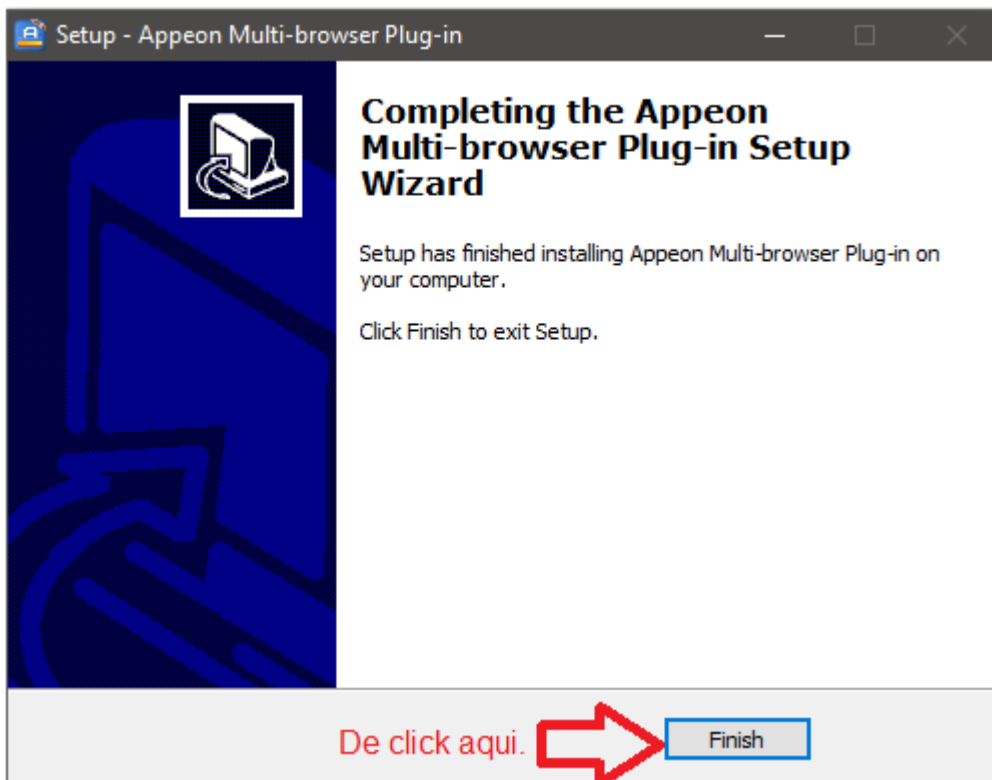 Setup - Appeon Multi-browser Plug-in
Completing the Appeon
Multi-browser Plug-in Setup
Wizard
Setup has finished installing Appeon Multi-browser Plug-in on
your computer.
Click Finish to exit Setup.
De click aqui.
Finish